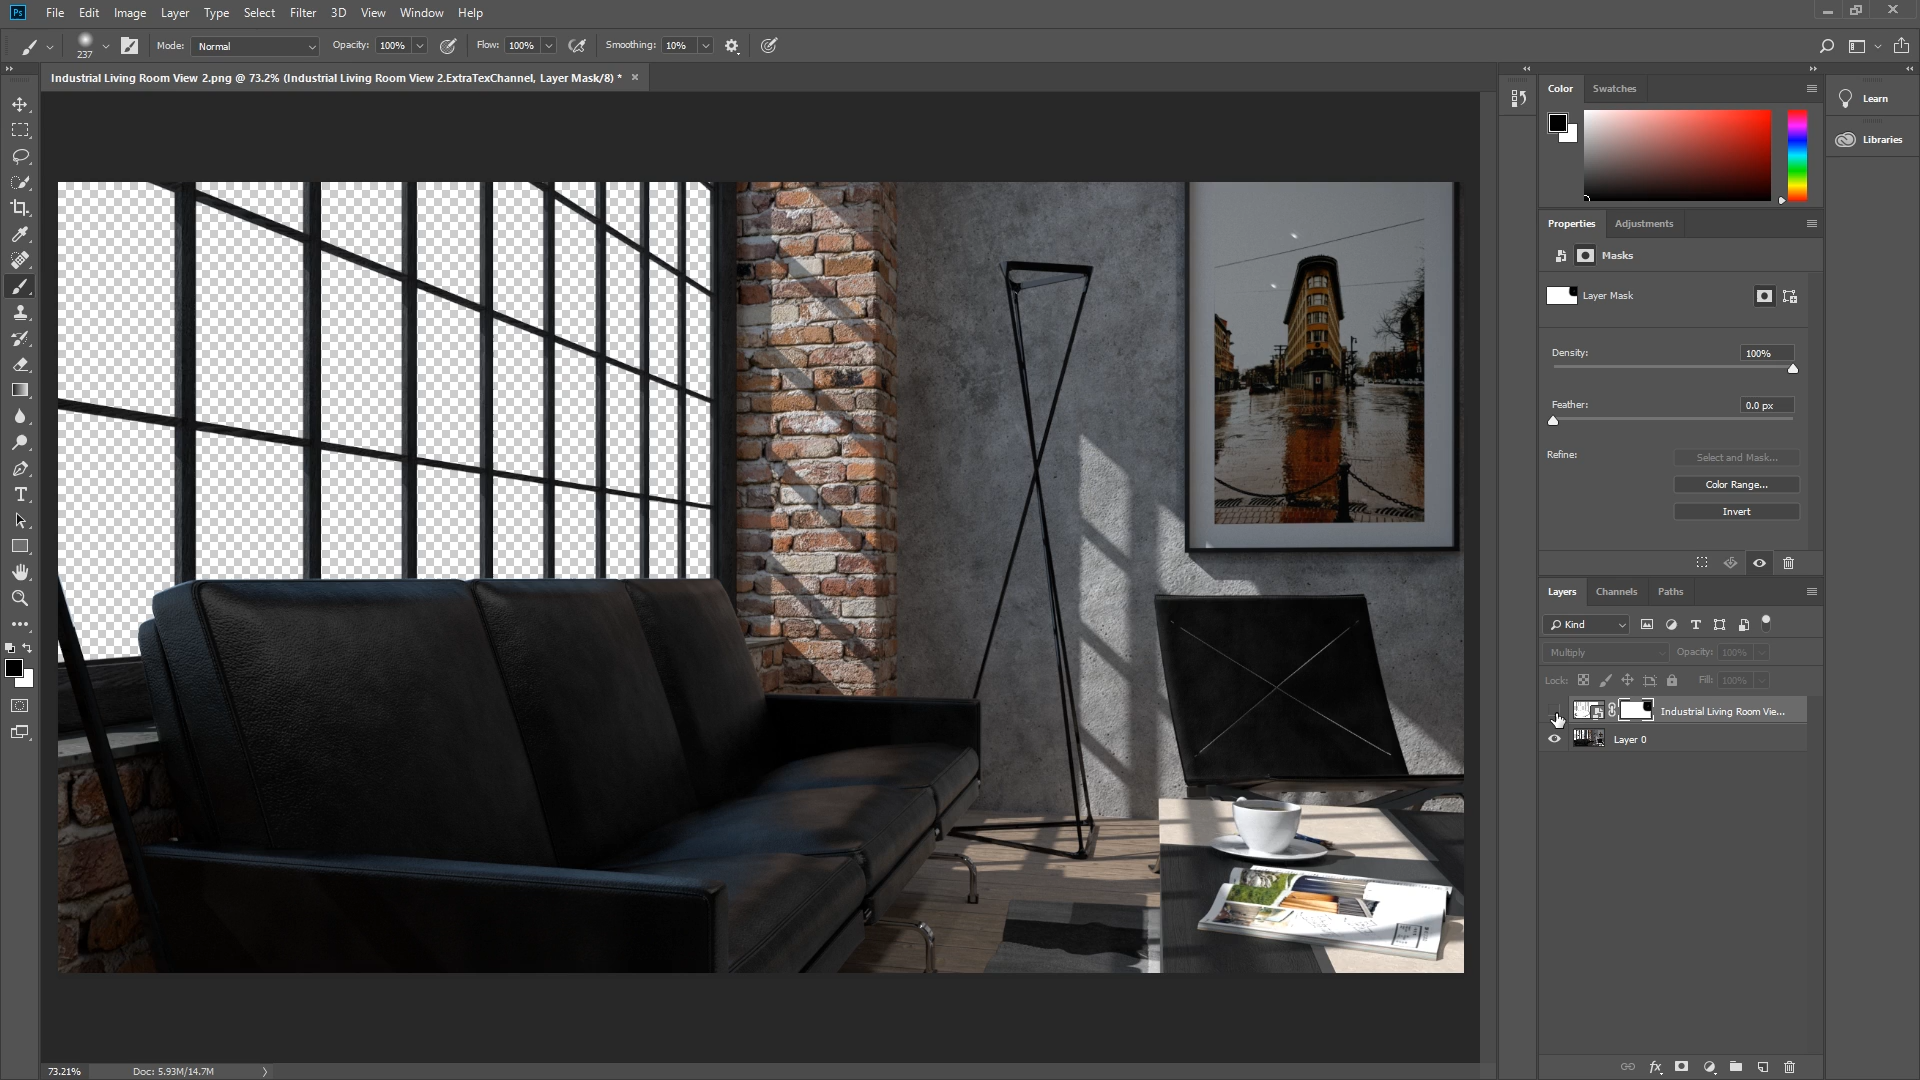 Ps File Edit Image Layer Type Select Filter 3D View Window Help
237 Mode: Normal Opacity: 100% Flow: 100% Smoothing: 10%
Industrial Living Room View 2.png @ 73.2% (Industrial Living Room View 2.ExtraTexChannel, Layer Mask/8) * ×
Color Swatches
Learn
Libraries
Properties Adjustments
Masks
Layer Mask
Density: 100%
Feather: 0.0 px
Refine: Select and Mask...
Color Range...
Invert
Layers Channels Paths
Kind
Multiply Opacity: 100%
Lock: Fill: 100%
Industrial Living Room Vie...
Layer 0
73.21% Doc: 5.93M/14.7M